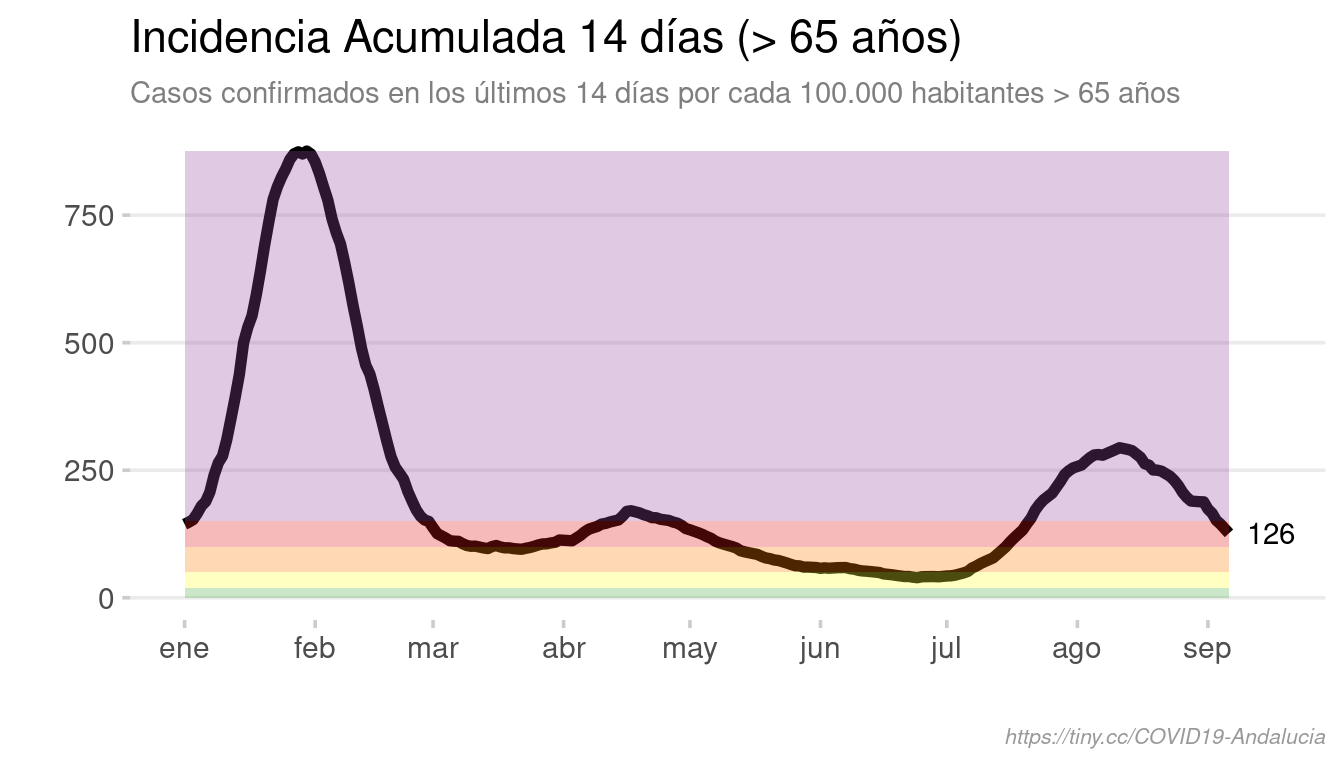 Incidencia Acumulada 14 días (> 65 años)
Casos confirmados en los últimos 14 días por cada 100.000 habitantes > 65 años
750
500
250
0
126
ene feb mar abr may jun jul ago sep
https://tiny.cc/COVID19-Andalucia